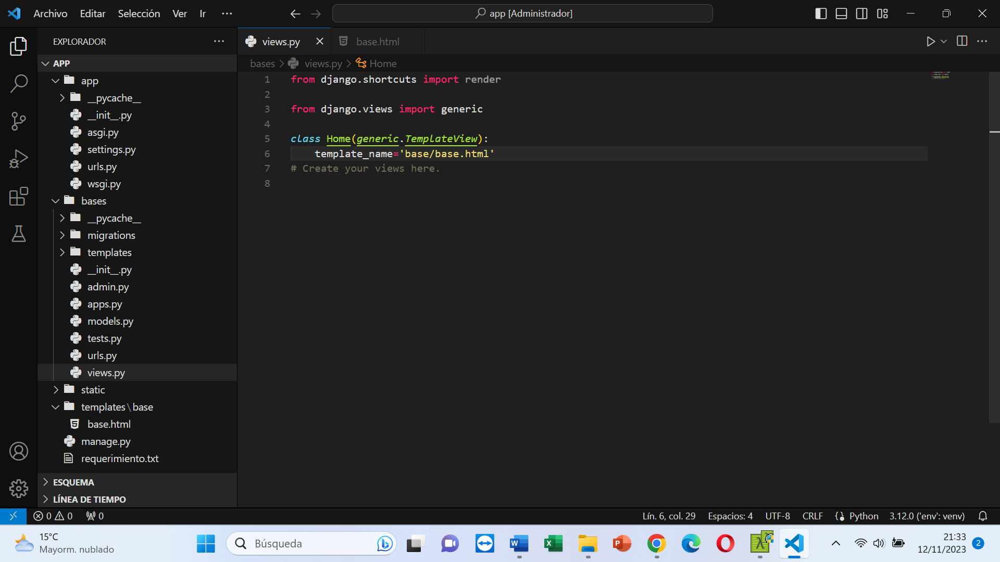 Archivo Editar Selección Ver Ir ··· app [Administrador]
EXPLORADOR ···
views.py base.html
APP
bases > views.py > Home
app
__pycache__
__init__.py
asgi.py
settings.py
urls.py
wsgi.py
bases
__pycache__
migrations
templates
__init__.py
admin.py
apps.py
models.py
tests.py
urls.py
views.py
static
templates\base
base.html
manage.py
requerimiento.txt
ESQUEMA
LÍNEA DE TIEMPO
1 from django.shortcuts import render
2
3 from django.views import generic
4
5 class Home(generic.TemplateView):
6     template_name='base/base.html'
7 # Create your views here.
8
0 0 0 Lín. 6, col. 29 Espacios: 4 UTF-8 CRLF Python 3.12.0 ('env': venv)
15°C
Mayorm. nublado
Búsqueda
21:33
12/11/2023
2